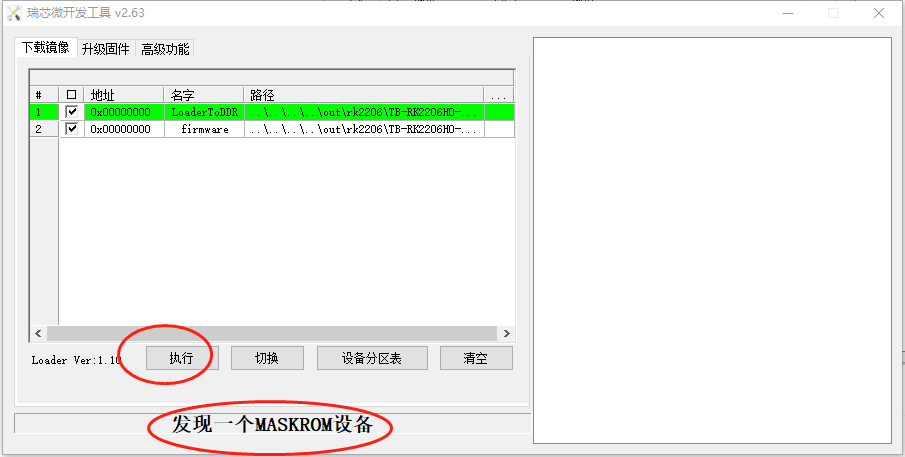 瑞芯微开发工具 v2.63
下载镜像 升级固件 高级功能
# 地址 名字 路径 ...
1 0x00000000 LoaderToDDR ..\..\..\..\out\rk2206\TB-RK2206H0-...
2 0x00000000 firmware ..\..\..\..\out\rk2206\TB-RK2206H0-...
Loader Ver:1.10 执行 切换 设备分区表 清空
发现一个MASKROM设备